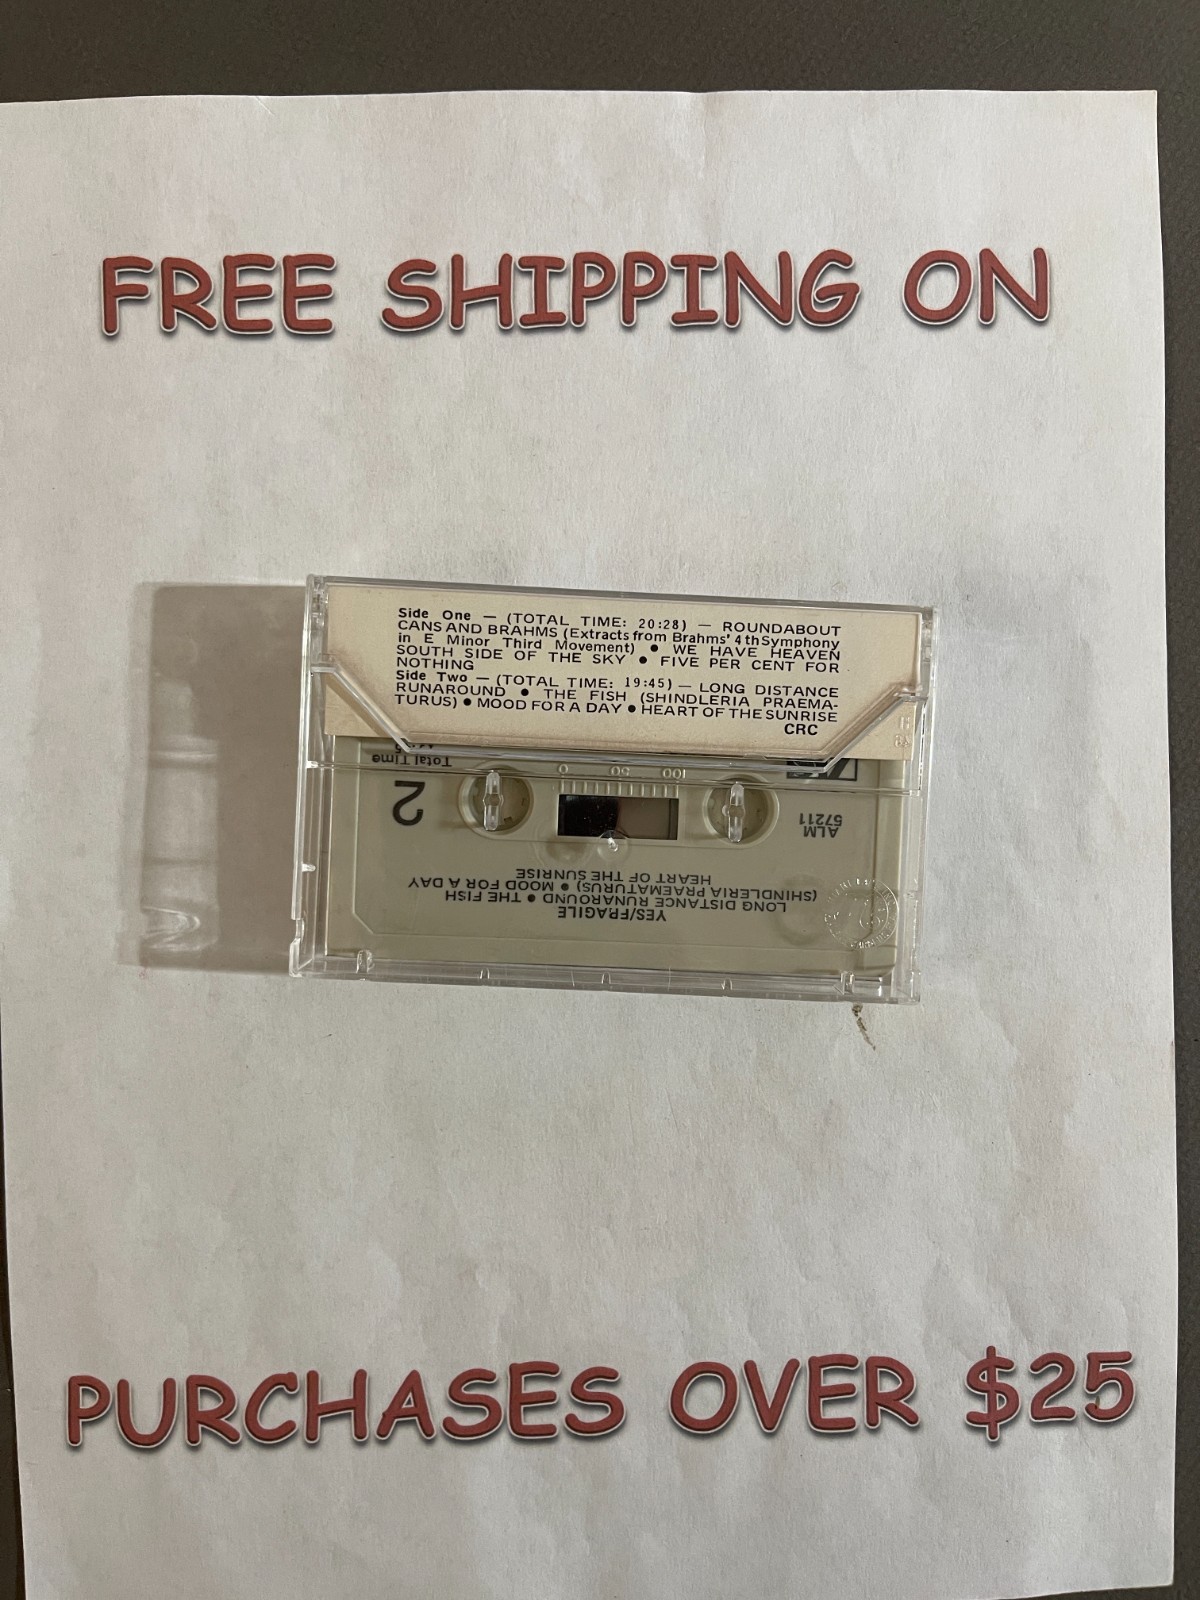 FREE SHIPPING ON
Side One — (TOTAL TIME: 20:28) — ROUNDABOUT
CANS AND BRAHMS (Extracts from Brahms' 4thSymphony
in E Minor Third Movement) ● WE HAVE HEAVEN
SOUTH SIDE OF THE SKY ● FIVE PER CENT FOR
NOTHING
Side Two — (TOTAL TIME: 19:45) — LONG DISTANCE
RUNAROUND ● THE FISH (SHINDLERIA PRAEMA-
TURUS) ● MOOD FOR A DAY ● HEART OF THE SUNRISE
CRC
YES/FRAGILE
LONG DISTANCE RUNAROUND ● THE FISH
(SHINDLERIA PRAEMATURUS) ● MOOD FOR A DAY
HEART OF THE SUNRISE
ALM
57211
2
100 50 0
Total Time
PURCHASES OVER $25